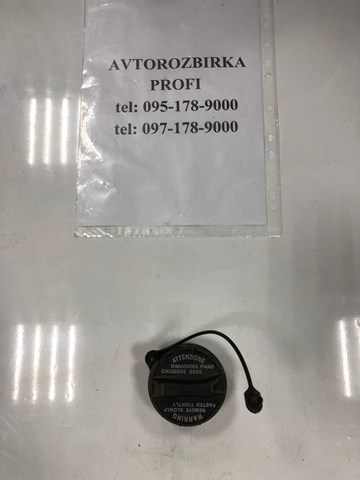 AVTOROZBIRKA
PROFI
tel: 095-178-9000
tel: 097-178-9000
ATTENZIONE
RIMUOVERE PIANO
CHIUDERE BENE
WARNING
REMOVE SLOWLY
FASTEN TIGHTLY